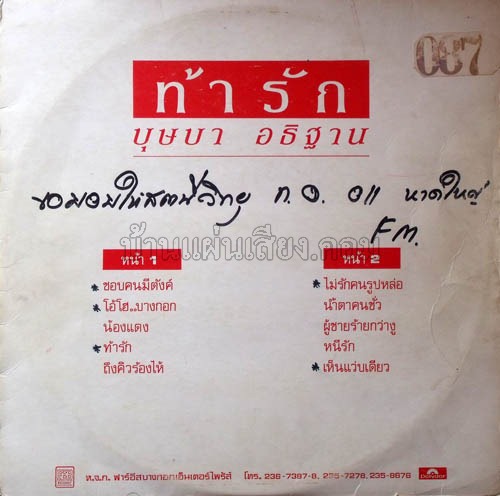 087
ท้ารัก
บุษบา อธิฐาน
ขอมอบให้สถานีวิทยุ ท.อ. 011 หาดใหญ่
FM.
บ้านแผ่นเสียง.คอม
หน้า 1
* ชอบคนมีตังค์
* โอ้โฮ..บางกอก
น้องแดง
* ท้ารัก
ถึงคิวร้องไห้
หน้า 2
* ไม่รักคนรูปหล่อ
น้ำตาคนชั่ว
ผู้ชายร้ายกว่างู
หนีรัก
* เห็นแว่บเดียว
ห.จ.ก. ฟาร์อีสบางกอกเอ็นเตอร์ไพรัส์ โทร. 236-7397-8, 235-7278, 235-8676
Polydor